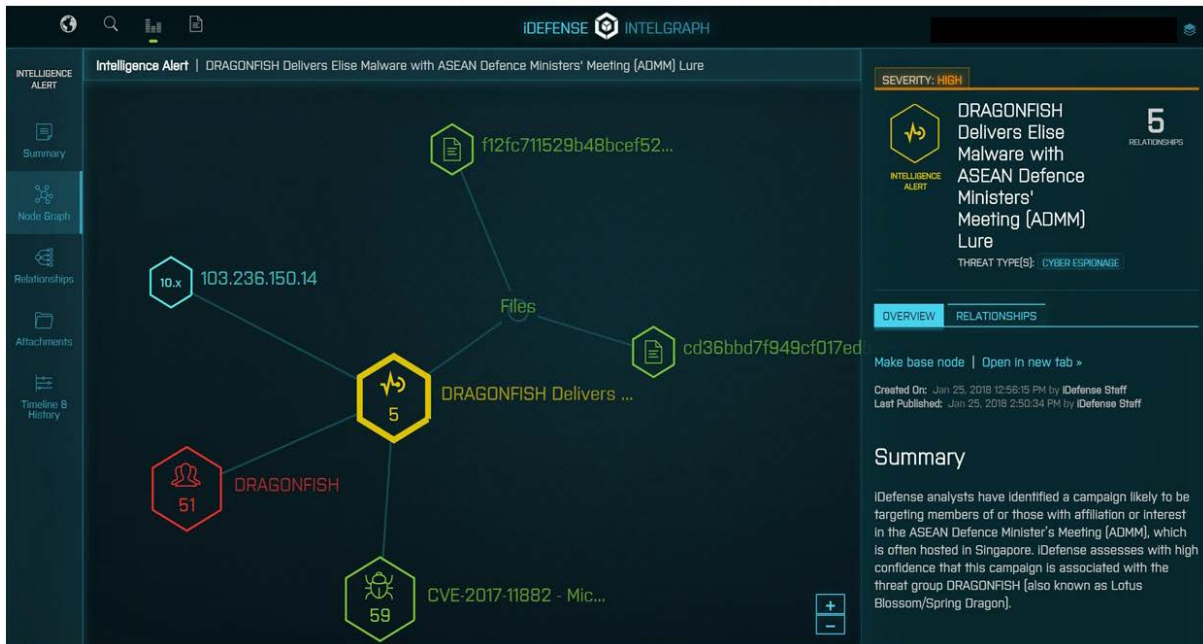 iDEFENSE INTELGRAPH
INTELLIGENCE
ALERT
Summary
Node Graph
Relationships
Attachments
Timeline &
History
Intelligence Alert | DRAGONFISH Delivers Elise Malware with ASEAN Defence Ministers' Meeting (ADMM) Lure
f12fc711529b48bcef52...
10.x
103.236.150.14
Files
cd36bbd7f949cf017ed
5
DRAGONFISH Delivers ...
51
DRAGONFISH
59
CVE-2017-11882 - Mic...
+
−
SEVERITY: HIGH
INTELLIGENCE
ALERT
DRAGONFISH
Delivers Elise
Malware with
ASEAN Defence
Ministers'
Meeting (ADMM)
Lure
5
RELATIONSHIPS
THREAT TYPE(S): CYBER ESPIONAGE
OVERVIEW
RELATIONSHIPS
Make base node | Open in new tab »
Created On: Jan 25, 2018 12:56:15 PM by iDefense Staff
Last Published: Jan 25, 2018 2:50:34 PM by iDefense Staff
Summary
iDefense analysts have identified a campaign likely to be
targeting members of or those with affiliation or interest
in the ASEAN Defence Minister's Meeting (ADMM), which
is often hosted in Singapore. iDefense assesses with high
confidence that this campaign is associated with the
threat group DRAGONFISH (also known as Lotus
Blossom/Spring Dragon).